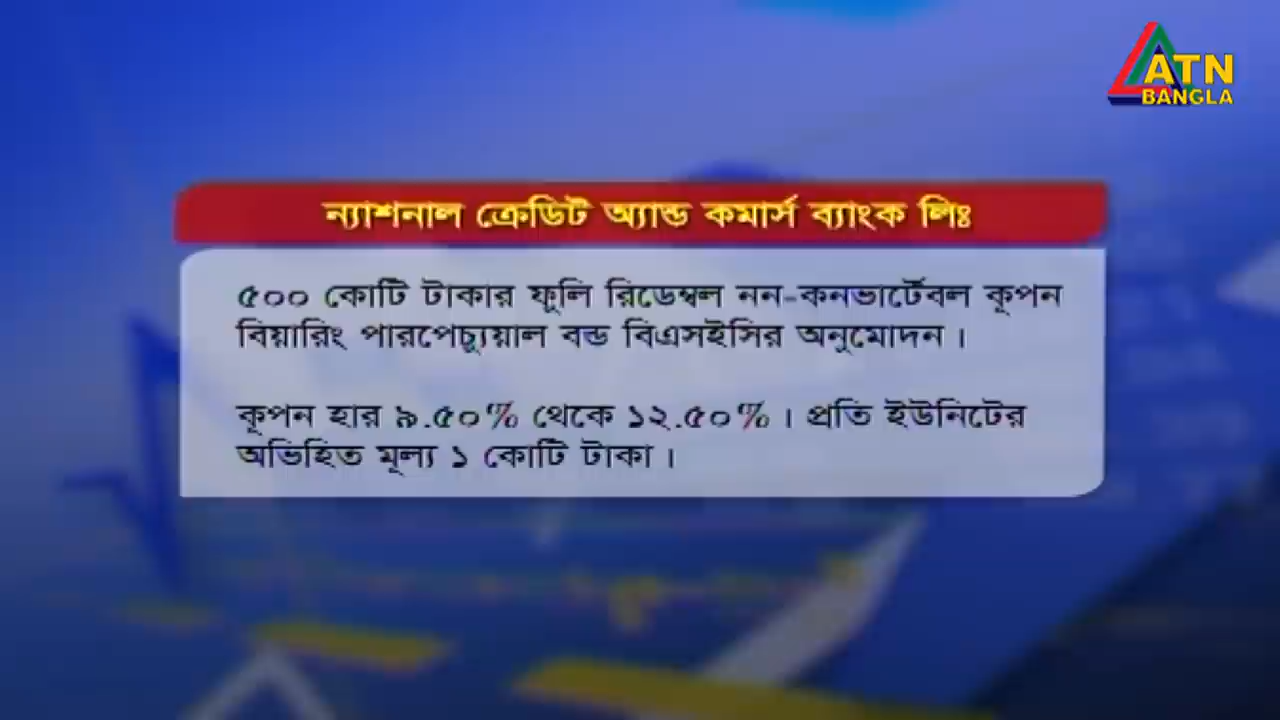 ATN
BANGLA
ন্যাশনাল ক্রেডিট অ্যান্ড কমার্স ব্যাংক লিঃ
৫০০ কোটি টাকার ফূলি রিডেম্বল নন-কনভার্টেবল কূপন
বিয়ারিং পারপেচ্যুয়াল বন্ড বিএসইসির অনুমোদন।
কূপন হার ৯.৫০% থেকে ১২.৫০%। প্রতি ইউনিটের
অভিহিত মূল্য ১ কোটি টাকা।